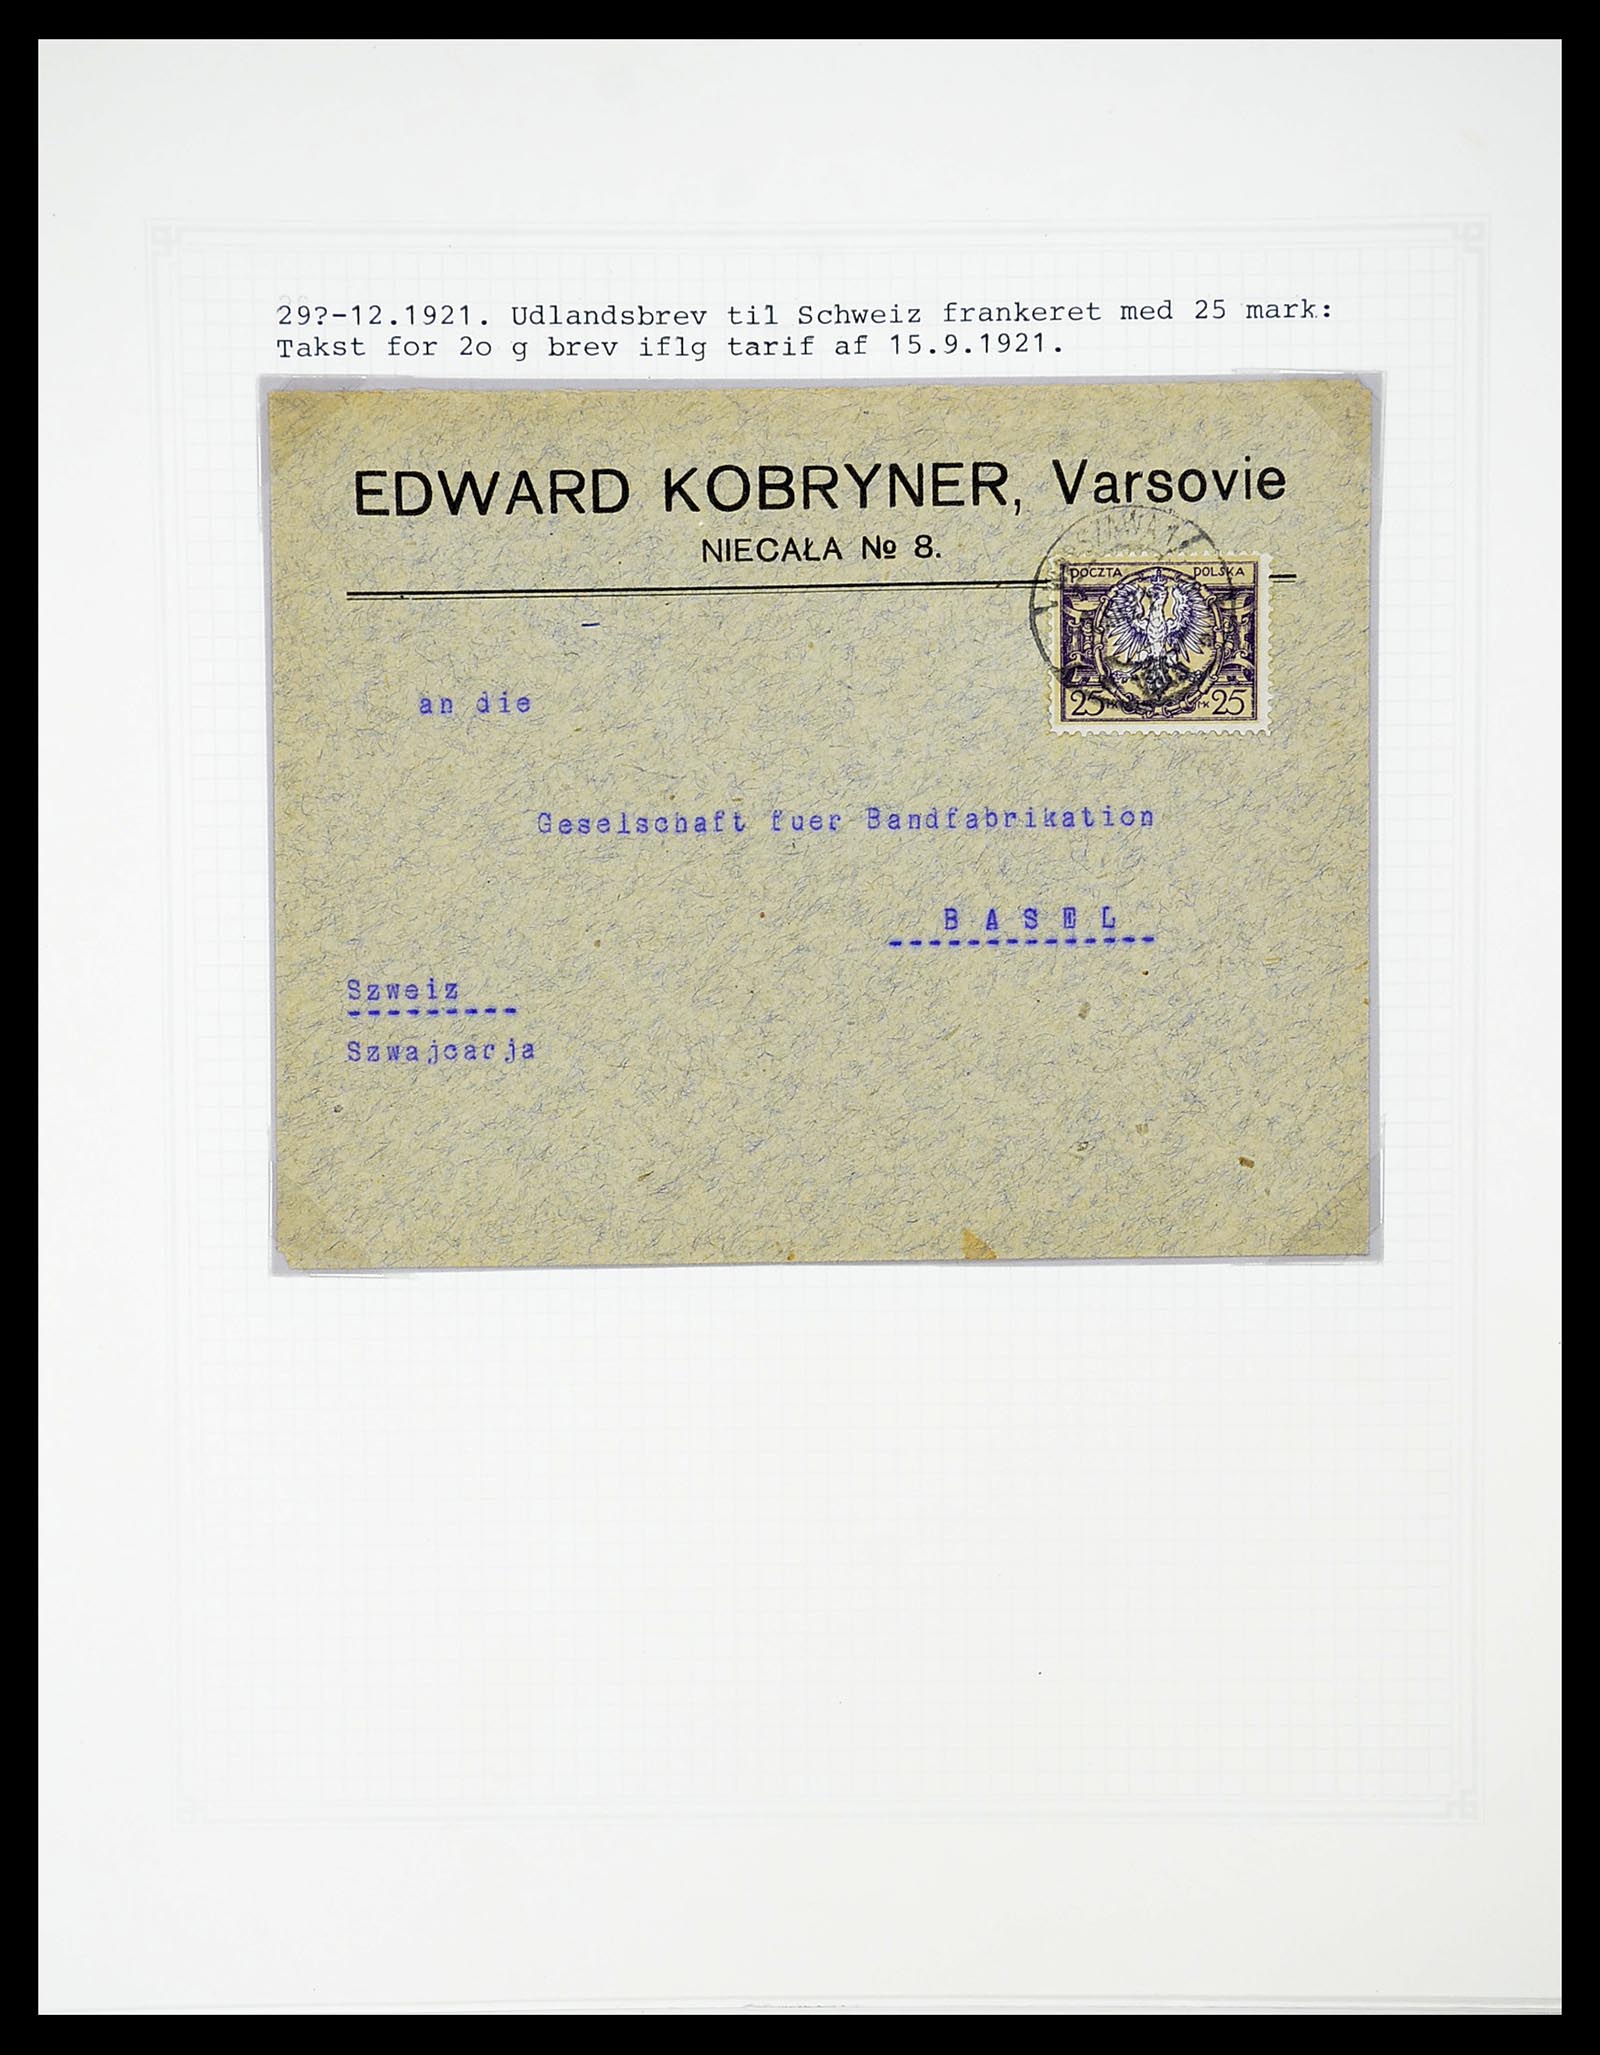 29?-12.1921. Udlandsbrev til Schweiz frankeret med 25 mark:
Takst for 2o g brev iflg tarif af 15.9.1921.
EDWARD KOBRYNER, Varsovie
NIECAŁA № 8.
POCZTA POLSKA
25 MK MK 25
an die
Geselschaft fuer Bandfabrikation
BASEL
Szweiz
Szwajcarja